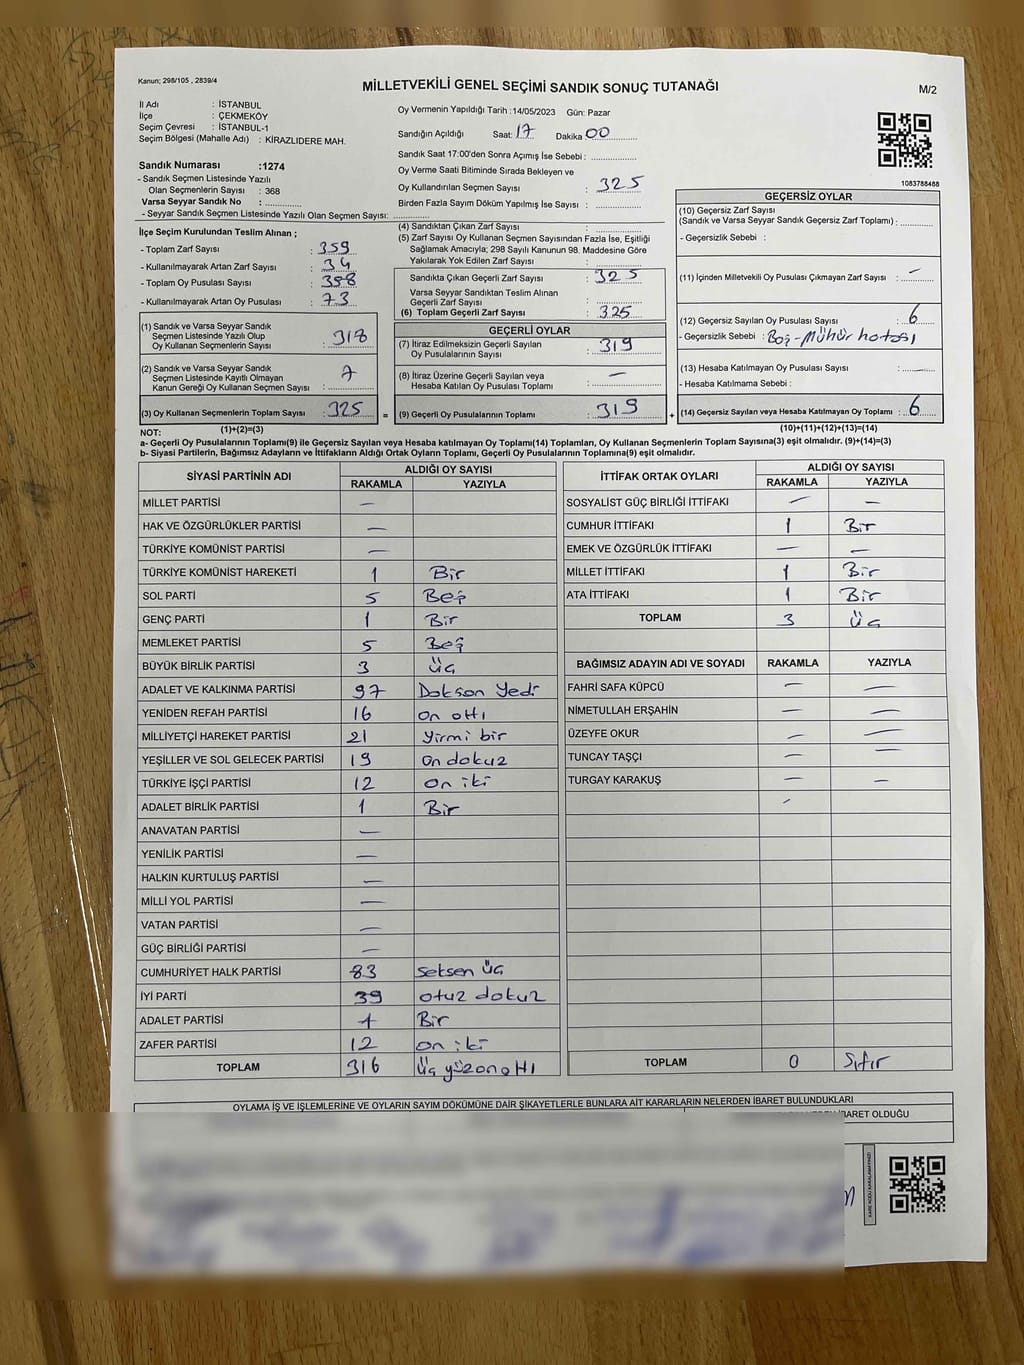 Kanun; 298/105 , 2839/4
MİLLETVEKİLİ GENEL SEÇİMİ SANDIK SONUÇ TUTANAĞI
M/2
İl Adı : İSTANBUL
İlçe : ÇEKMEKÖY
Seçim Çevresi : İSTANBUL-1
Seçim Bölgesi (Mahalle Adı) : KİRAZLIDERE MAH.
Sandık Numarası :1274
- Sandık Seçmen Listesinde Yazılı
Olan Seçmenlerin Sayısı : 368
Varsa Seyyar Sandık No :
- Seyyar Sandık Seçmen Listesinde Yazılı Olan Seçmen Sayısı:
Oy Vermenin Yapıldığı Tarih :14/05/2023 Gün: Pazar
Sandığın Açıldığı Saat: 17 Dakika 00
Sandık Saat 17:00'den Sonra Açımış İse Sebebi :
Oy Verme Saati Bitiminde Sırada Bekleyen ve
Oy Kullandırılan Seçmen Sayısı : 325
Birden Fazla Sayım Döküm Yapılmış İse Sayısı :
1083788488
İlçe Seçim Kurulundan Teslim Alınan ;
- Toplam Zarf Sayısı : 359
- Kullanılmayarak Artan Zarf Sayısı : 34
- Toplam Oy Pusulası Sayısı : 398
- Kullanılmayarak Artan Oy Pusulası : 73
(1) Sandık ve Varsa Seyyar Sandık
Seçmen Listesinde Yazılı Olup
Oy Kullanan Seçmenlerin Sayısı : 318
(2) Sandık ve Varsa Seyyar Sandık
Seçmen Listesinde Kayıtlı Olmayan
Kanun Gereği Oy Kullanan Seçmen Sayısı : 7
(3) Oy Kullanan Seçmenlerin Toplam Sayısı : 325
(1)+(2)=(3)
(4) Sandıktan Çıkan Zarf Sayısı :
(5) Zarf Sayısı Oy Kullanan Seçmen Sayısından Fazla İse, Eşitliği
Sağlamak Amacıyla; 298 Sayılı Kanunun 98. Maddesine Göre
Yakılarak Yok Edilen Zarf Sayısı :
Sandıkta Çıkan Geçerli Zarf Sayısı : 325
Varsa Seyyar Sandıktan Teslim Alınan
Geçerli Zarf Sayısı :
(6) Toplam Geçerli Zarf Sayısı : 325
GEÇERLİ OYLAR
(7) İtiraz Edilmeksizin Geçerli Sayılan
Oy Pusulalarının Sayısı : 319
(8) İtiraz Üzerine Geçerli Sayılan veya
Hesaba Katılan Oy Pusulası Toplamı : —
= (9) Geçerli Oy Pusulalarının Toplamı : 319
GEÇERSİZ OYLAR
(10) Geçersiz Zarf Sayısı
(Sandık ve Varsa Seyyar Sandık Geçersiz Zarf Toplamı) :
- Geçersizlik Sebebi :
(11) İçinden Milletvekili Oy Pusulası Çıkmayan Zarf Sayısı : —
(12) Geçersiz Sayılan Oy Pusulası Sayısı : 6
- Geçersizlik Sebebi : Boş-Mühür hatası
(13) Hesaba Katılmayan Oy Pusulası Sayısı : —
- Hesaba Katılmama Sebebi :
+ (14) Geçersiz Sayılan veya Hesaba Katılmayan Oy Toplamı : 6
(10)+(11)+(12)+(13)=(14)
NOT:
a- Geçerli Oy Pusulalarının Toplamı(9) ile Geçersiz Sayılan veya Hesaba katılmayan Oy Toplamı(14) Toplamları, Oy Kullanan Seçmenlerin Toplam Sayısına(3) eşit olmalıdır. (9)+(14)=(3)
b- Siyasi Partilerin, Bağımsız Adayların ve İttifakların Aldığı Ortak Oyların Toplamı, Geçerli Oy Pusulalarının Toplamına(9) eşit olmalıdır.
SİYASİ PARTİNİN ADI ALDIĞI OY SAYISI
RAKAMLA YAZIYLA
MİLLET PARTİSİ —
HAK VE ÖZGÜRLÜKLER PARTİSİ —
TÜRKİYE KOMÜNİST PARTİSİ —
TÜRKİYE KOMÜNİST HAREKETİ 1 Bir
SOL PARTİ 5 Beş
GENÇ PARTİ 1 Bir
MEMLEKET PARTİSİ 5 Beş
BÜYÜK BİRLİK PARTİSİ 3 üç
ADALET VE KALKINMA PARTİSİ 97 Doksan Yedi
YENİDEN REFAH PARTİSİ 16 on altı
MİLLİYETÇİ HAREKET PARTİSİ 21 yirmi bir
YEŞİLLER VE SOL GELECEK PARTİSİ 19 on dokuz
TÜRKİYE İŞÇİ PARTİSİ 12 on iki
ADALET BİRLİK PARTİSİ 1 Bir
ANAVATAN PARTİSİ —
YENİLİK PARTİSİ —
HALKIN KURTULUŞ PARTİSİ —
MİLLİ YOL PARTİSİ —
VATAN PARTİSİ —
GÜÇ BİRLİĞİ PARTİSİ —
CUMHURİYET HALK PARTİSİ 83 seksen üç
İYİ PARTİ 39 otuz dokuz
ADALET PARTİSİ 1 Bir
ZAFER PARTİSİ 12 on iki
TOPLAM 316 üç yüz on altı
İTTİFAK ORTAK OYLARI ALDIĞI OY SAYISI
RAKAMLA YAZIYLA
SOSYALİST GÜÇ BİRLİĞİ İTTİFAKI — —
CUMHUR İTTİFAKI 1 Bir
EMEK VE ÖZGÜRLÜK İTTİFAKI — —
MİLLET İTTİFAKI 1 Bir
ATA İTTİFAKI 1 Bir
TOPLAM 3 üç
BAĞIMSIZ ADAYIN ADI VE SOYADI RAKAMLA YAZIYLA
FAHRİ SAFA KÜPCÜ — —
NİMETULLAH ERŞAHİN — —
ÜZEYFE OKUR — —
TUNCAY TAŞÇI — —
TURGAY KARAKUŞ — —
TOPLAM 0 Sıfır
OYLAMA İŞ VE İŞLEMLERİNE VE OYLARIN SAYIM DÖKÜMÜNE DAİR ŞİKAYETLERLE BUNLARA AİT KARARLARIN NELERDEN İBARET BULUNDUKLARI
OLDUĞU